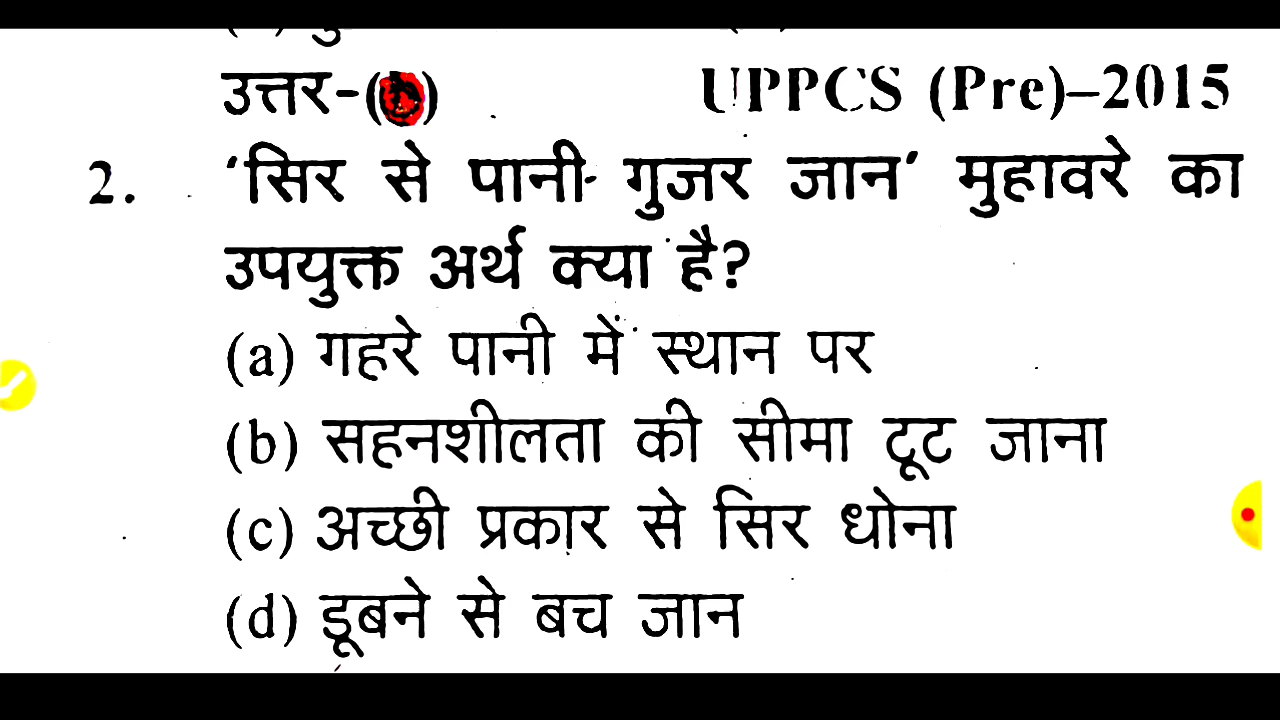 उत्तर-( ) UPPCS (Pre)–2015
2. ‘सिर से पानी गुजर जान’ मुहावरे का
उपयुक्त अर्थ क्या है?
(a) गहरे पानी में स्थान पर
(b) सहनशीलता की सीमा टूट जाना
(c) अच्छी प्रकार से सिर धोना
(d) डूबने से बच जान